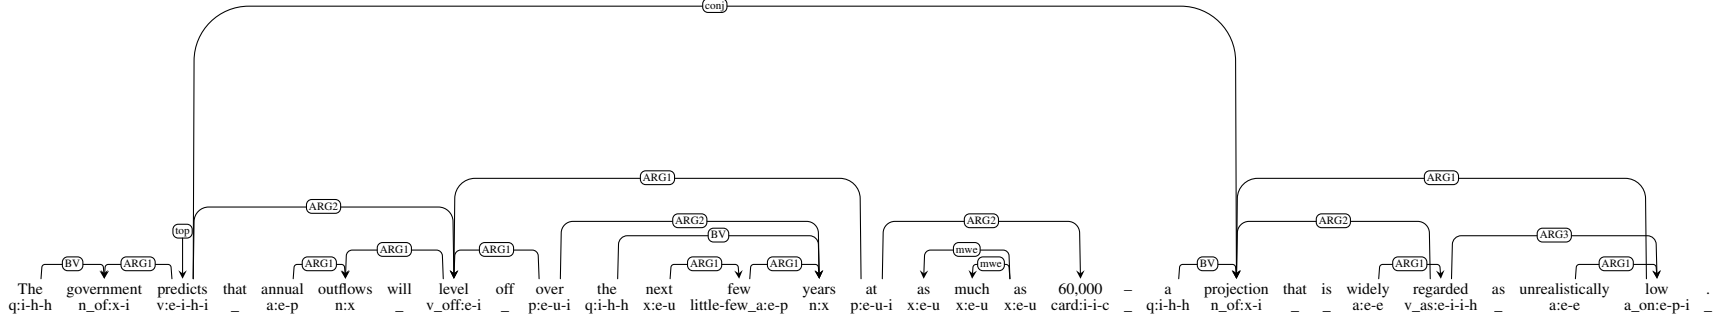 conj
ARG1 ARG1
ARG2
ARG2 ARG2 ARG2
top BV ARG3
ARG1 ARG1 mwe
BV ARG1 ARG1 ARG1 ARG1 mwe BV ARG1 ARG1
The government predicts that annual outflows will level off over the next few years at as much as 60,000 – a projection that is widely regarded as unrealistically low .
q:i-h-h n_of:x-i v:e-i-h-i _ a:e-p n:x _ v_off:e-i _ p:e-u-i q:i-h-h x:e-u little-few_a:e-p n:x p:e-u-i x:e-u x:e-u x:e-u card:i-i-c _ q:i-h-h n_of:x-i _ _ a:e-e v_as:e-i-i-h _ a:e-e a_on:e-p-i _